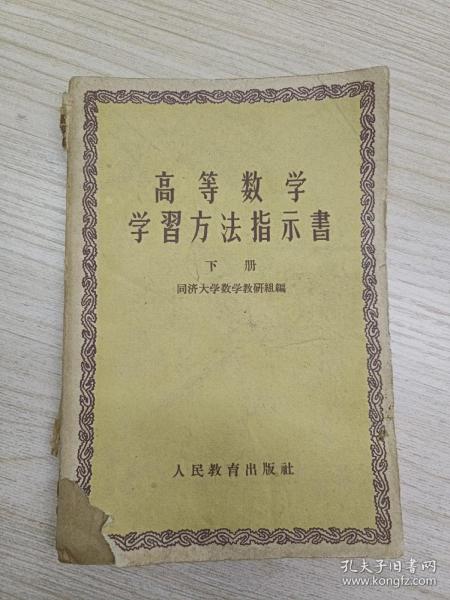 高等数学
学習方法指示書
下册
同济大学数学教研組編
人民教育出版社
孔夫子旧书网
www.kongfz.com